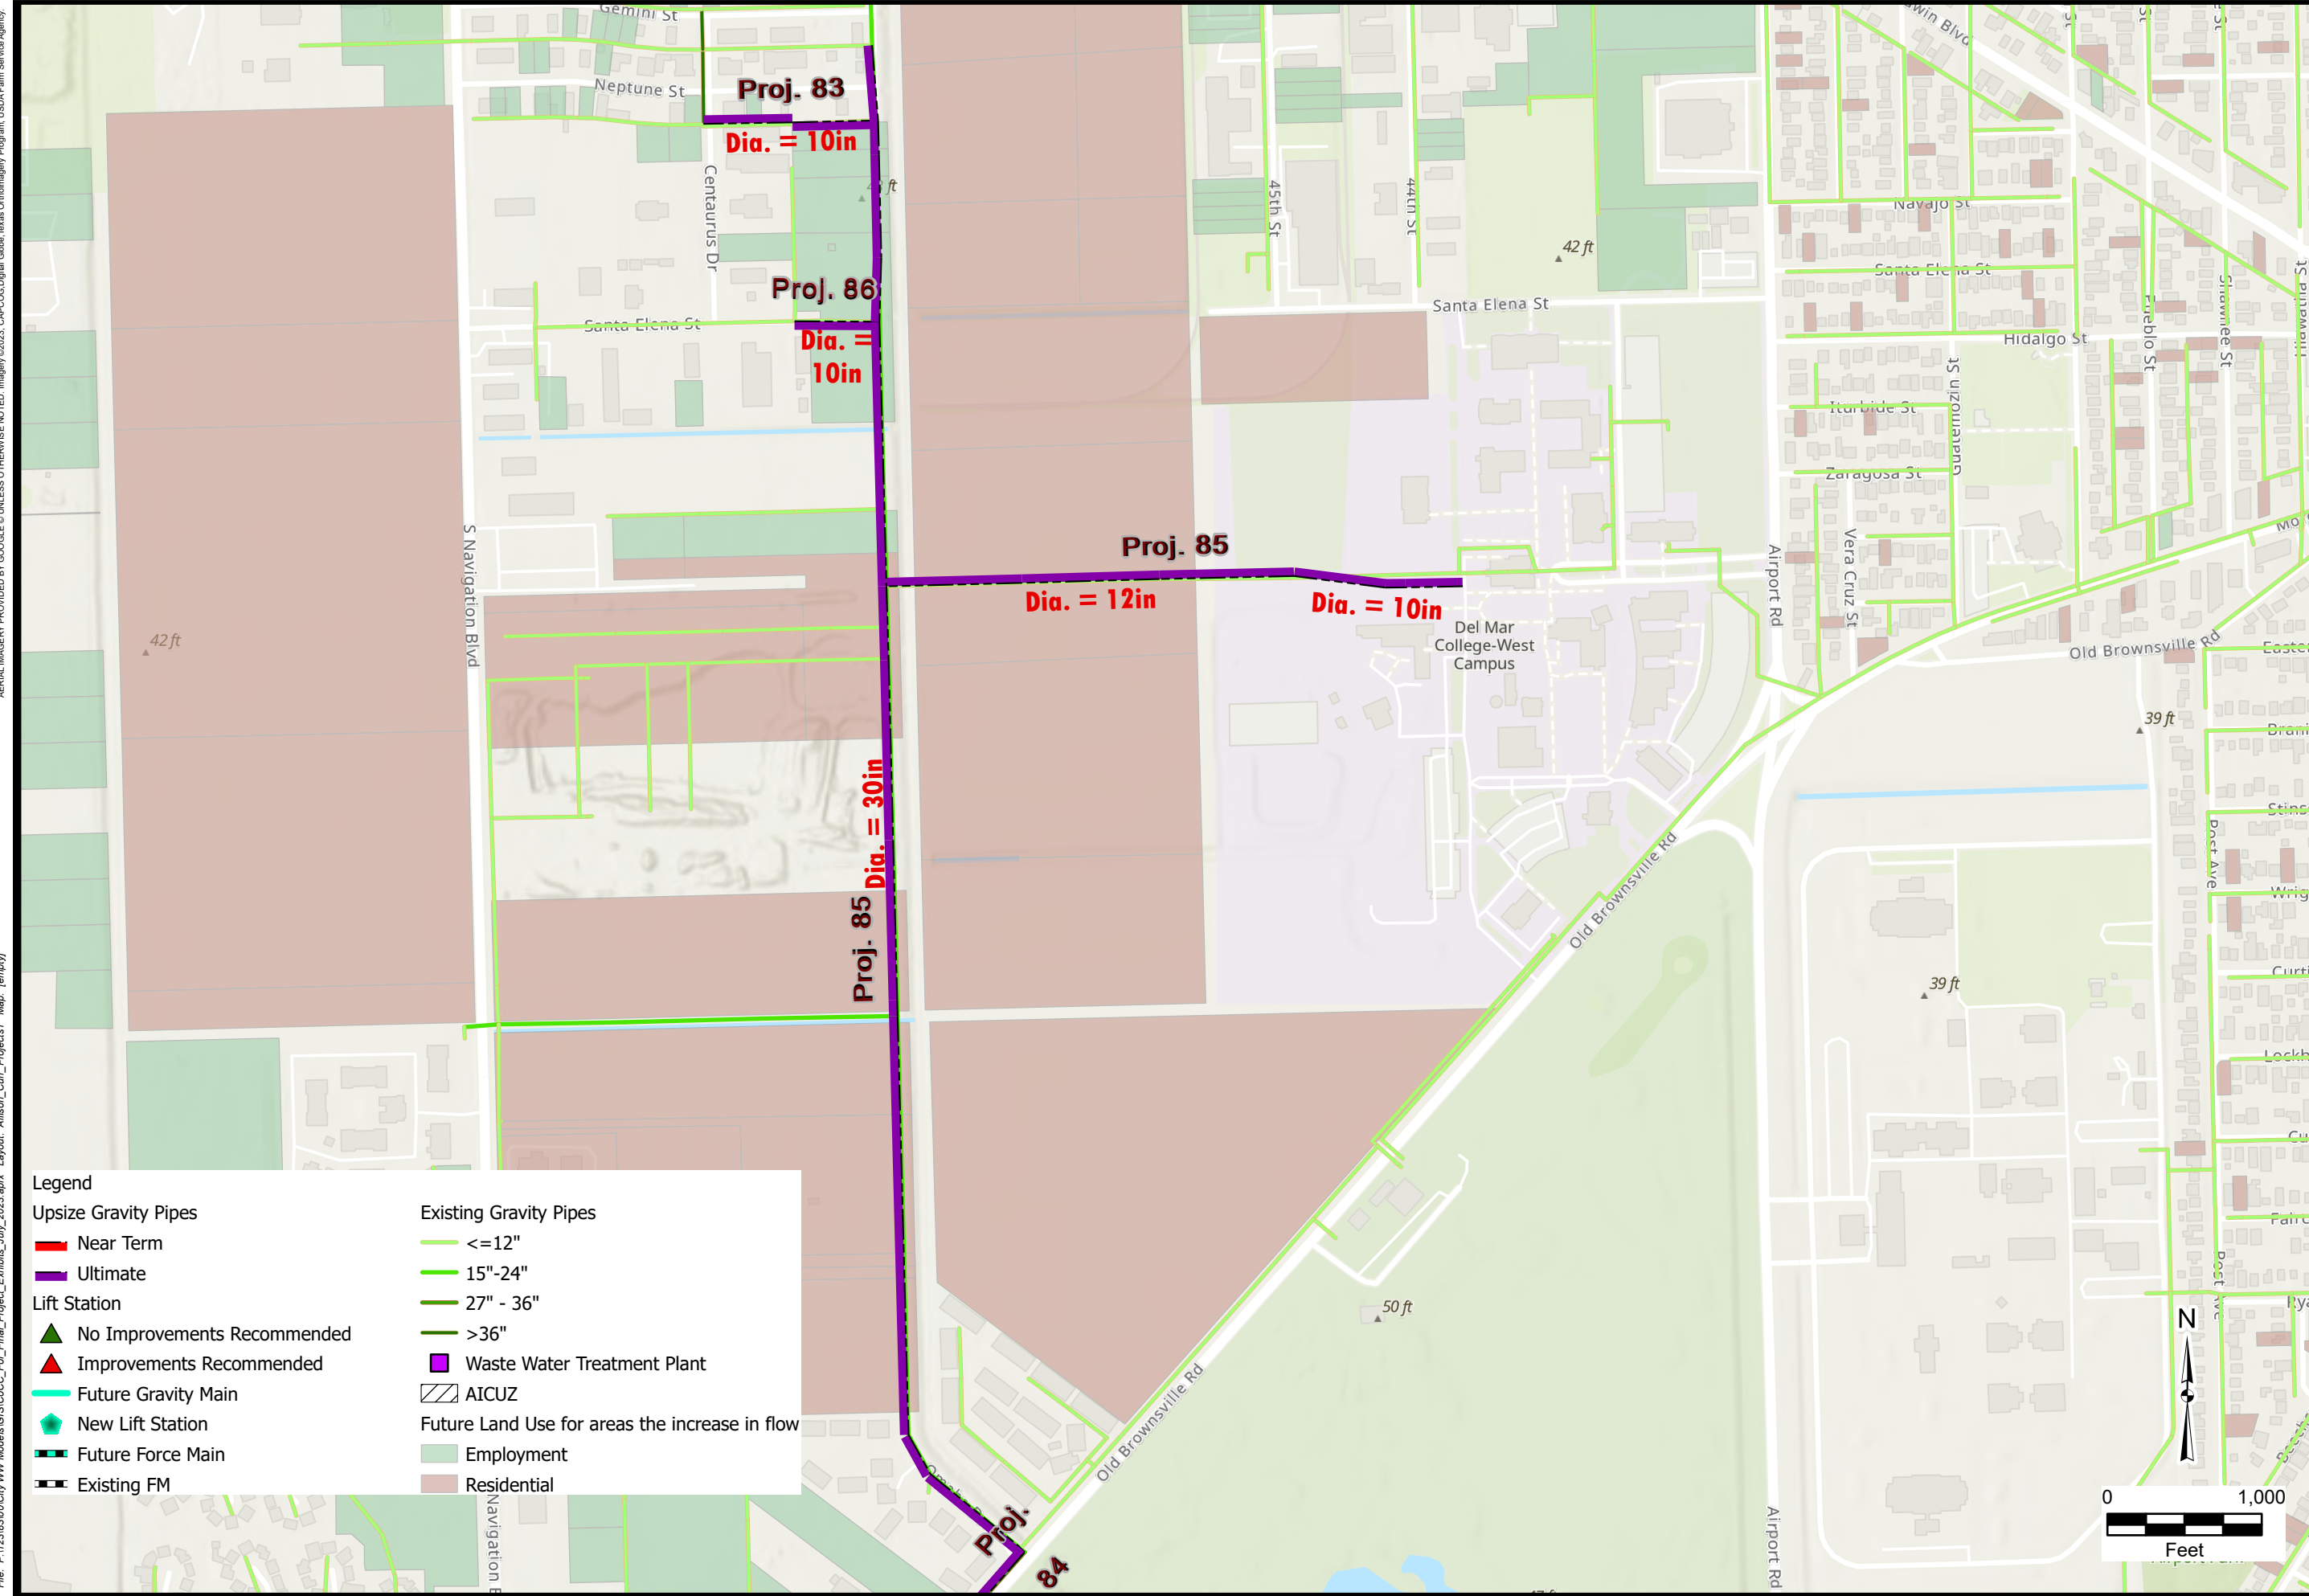 Gemini St
Neptune St
Proj. 83
Dia. = 10in
Centaurus Dr
ft
Proj. 86
Santa Elena St
Dia. =
10in
45th St
44th St
42 ft
Santa Elena St
Navajo St
Santa Elena St
Hidalgo St
Pueblo St
Shawnee St
Iturbide St
Guatemozin St
Zaragosa St
Vera Cruz St
Airport Rd
Old Brownsville Rd
S Navigation Blvd
42 ft
Proj. 85
Dia. = 12in
Dia. = 10in
Del Mar
College-West
Campus
39 ft
Dia. = 30in
Proj. 85
Old Brownsville Rd
Post Ave
39 ft
50 ft
Old Brownsville Rd
Post Ave
Airport Rd
Proj.
84
Legend
Upsize Gravity Pipes
Near Term
Ultimate
Lift Station
No Improvements Recommended
Improvements Recommended
Future Gravity Main
New Lift Station
Future Force Main
Existing FM
Existing Gravity Pipes
<=12"
15"-24"
27" - 36"
>36"
Waste Water Treatment Plant
AICUZ
Future Land Use for areas the increase in flow
Employment
Residential
N
0 1,000
Feet